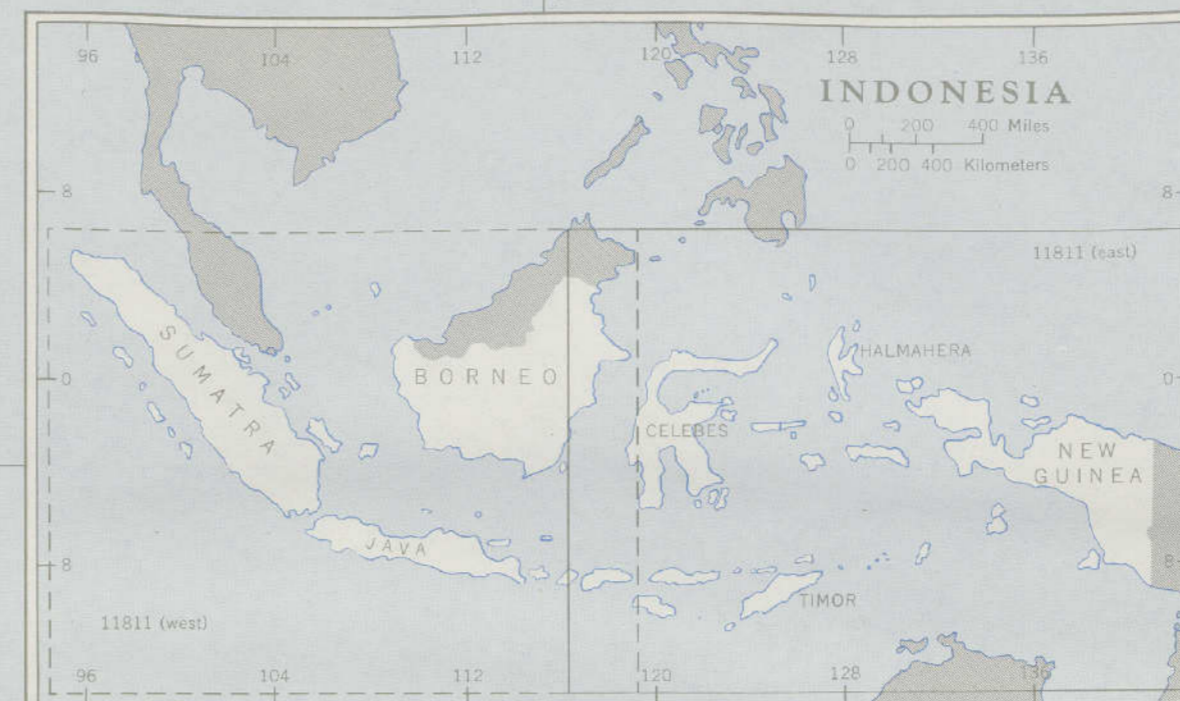 96
104
112
120
128
136
INDONESIA
0 200 400 Miles
0 200 400 Kilometers
8
8
11811 (east)
SUMATRA
HALMAHERA
0
BORNEO
0
CELEBES
NEW
GUINEA
JAVA
8
8
TIMOR
11811 (west)
96
104
112
120
128
136